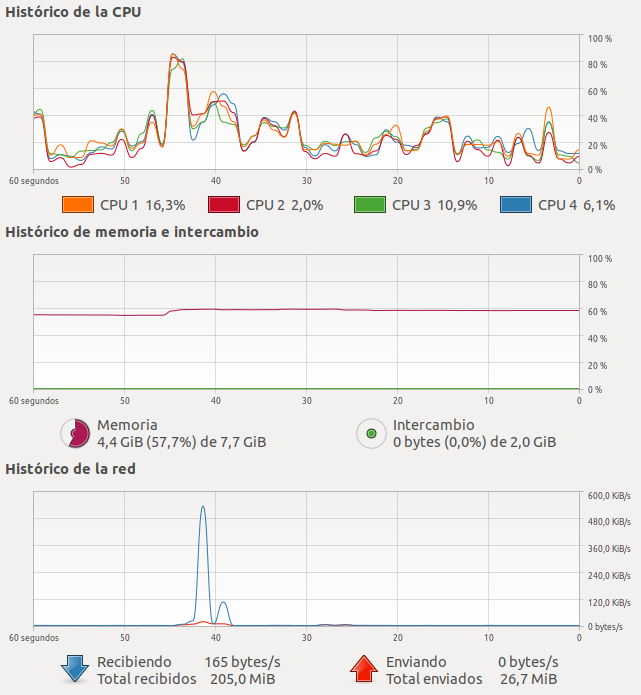 Histórico de la CPU
100 %
80 %
60 %
40 %
20 %
0 %
60 segundos 50 40 30 20 10 0
CPU 1 16,3% CPU 2 2,0% CPU 3 10,9% CPU 4 6,1%
Histórico de memoria e intercambio
100 %
80 %
60 %
40 %
20 %
0 %
60 segundos 50 40 30 20 10 0
Memoria Intercambio
4,4 GiB (57,7%) de 7,7 GiB 0 bytes (0,0%) de 2,0 GiB
Histórico de la red
600,0 KiB/s
480,0 KiB/s
360,0 KiB/s
240,0 KiB/s
120,0 KiB/s
0 bytes/s
60 segundos 50 40 30 20 10 0
Recibiendo 165 bytes/s Enviando 0 bytes/s
Total recibidos 205,0 MiB Total enviados 26,7 MiB